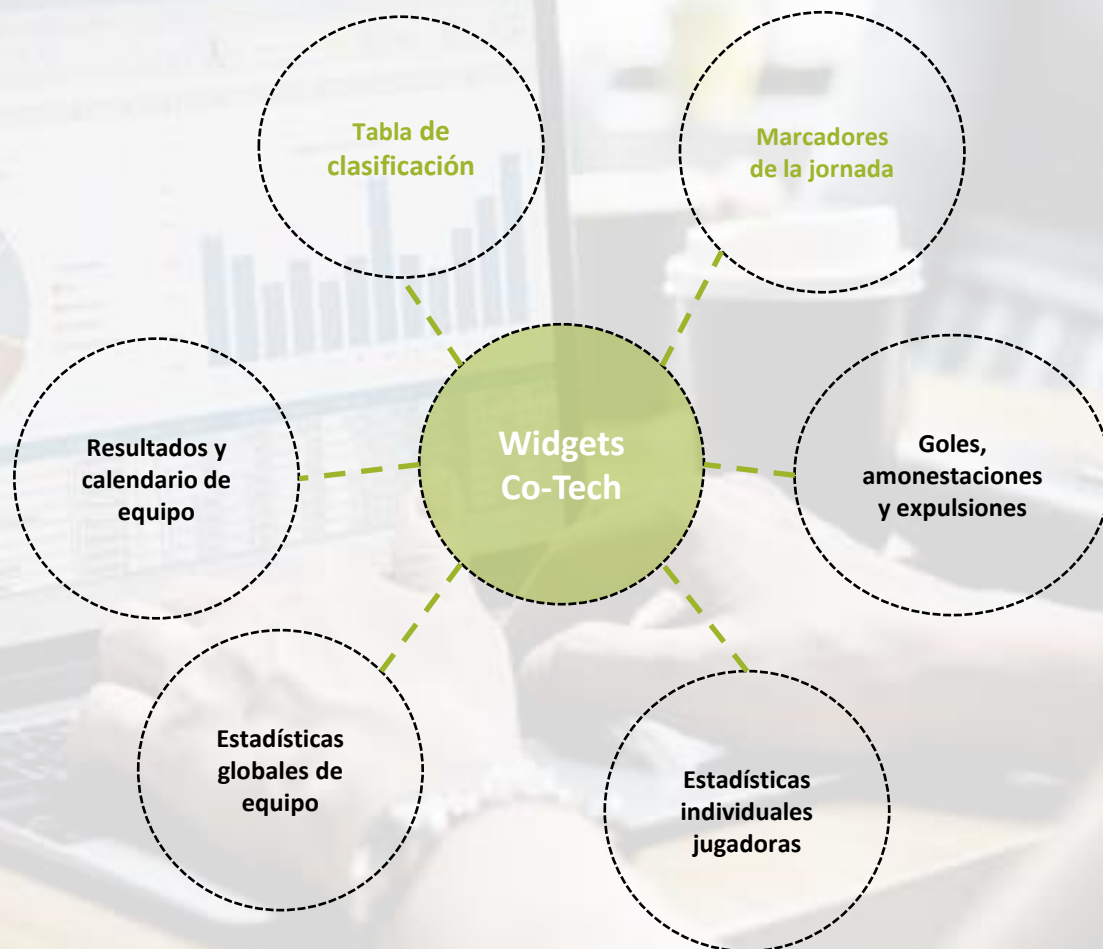 Tabla de
clasificación
Marcadores
de la jornada
Resultados y
calendario de
equipo
Widgets
Co-Tech
Goles,
amonestaciones
y expulsiones
Estadísticas
globales de
equipo
Estadísticas
individuales
jugadoras